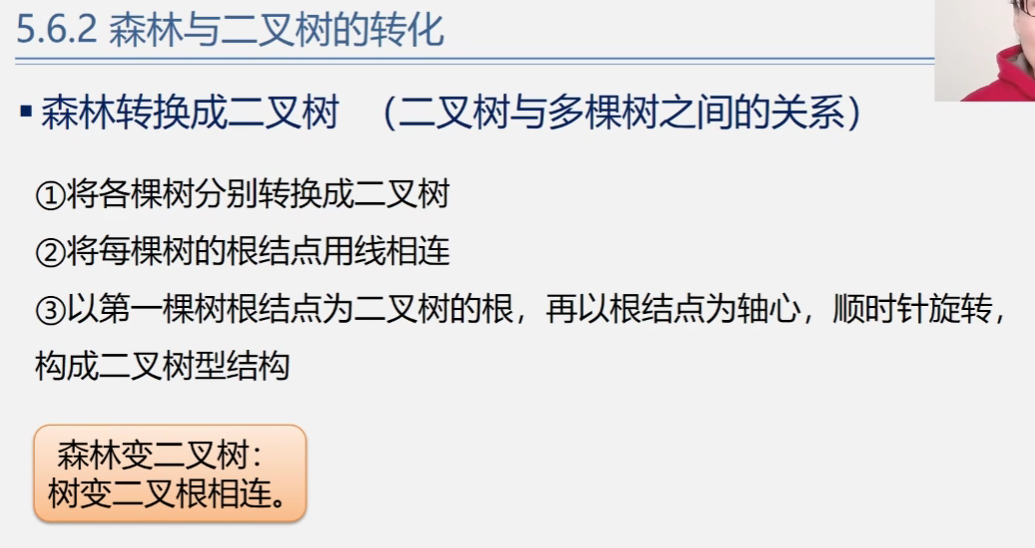 5.6.2 森林与二叉树的转化
▪森林转换成二叉树 （二叉树与多棵树之间的关系）
①将各棵树分别转换成二叉树
②将每棵树的根结点用线相连
③以第一棵树根结点为二叉树的根，再以根结点为轴心，顺时针旋转，
构成二叉树型结构
森林变二叉树：
树变二叉根相连。